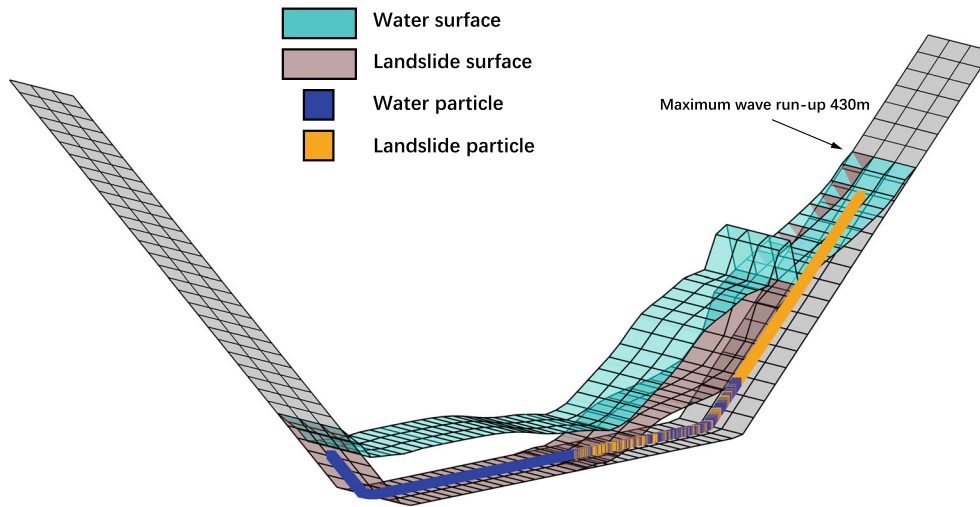 Water surface
Landslide surface
Water particle
Landslide particle
Maximum wave run-up 430m